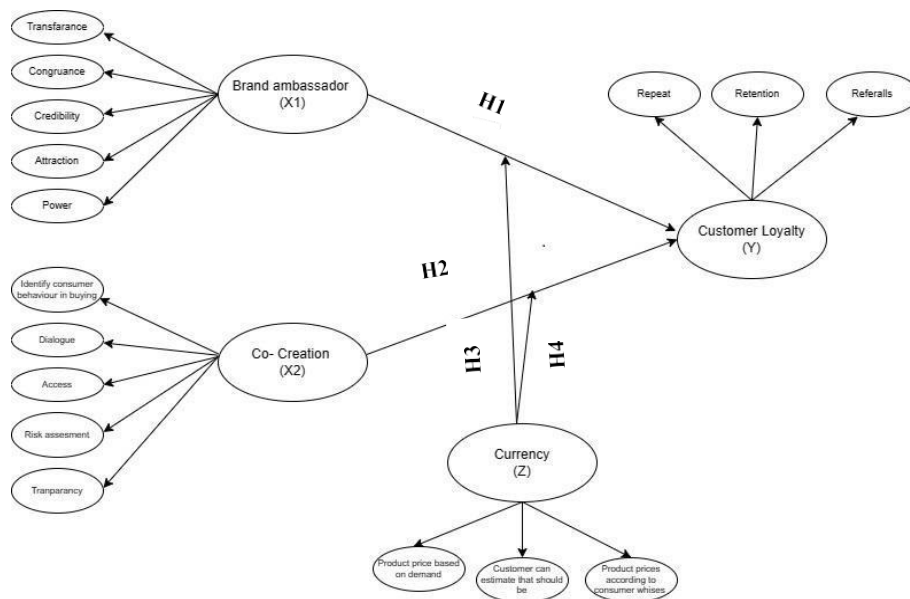 Transfarance
Congruance
Credibility
Attraction
Power
Brand ambassador
(X1)
H1
Repeat
Retention
Referalls
Customer Loyalty
(Y)
Identify consumer
behaviour in buying
Dialogue
Access
Risk assesment
Tranparancy
Co- Creation
(X2)
H2
H3
H4
Currency
(Z)
Product price based
on demand
Customer can
estimate that should
be
Product prices
according to
consumer whises